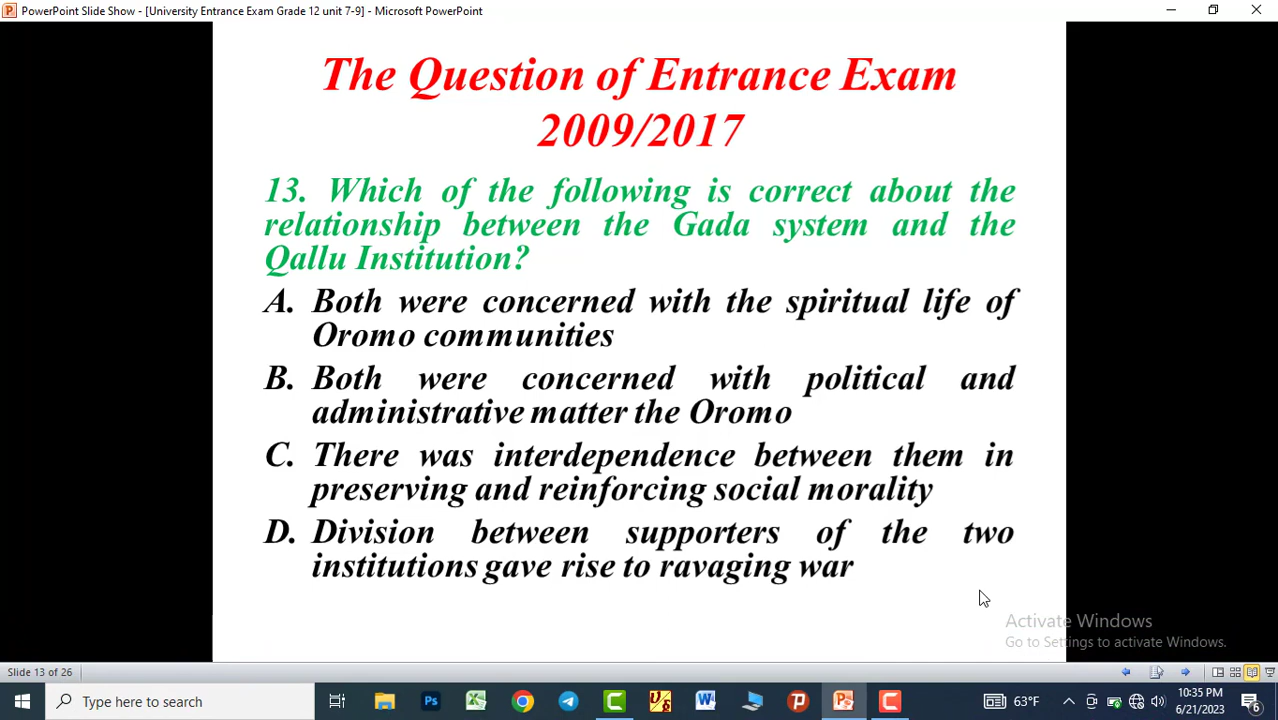 PowerPoint Slide Show - [University Entrance Exam Grade 12 unit 7-9] - Microsoft PowerPoint
The Question of Entrance Exam
2009/2017
13. Which of the following is correct about the
relationship between the Gada system and the
Qallu Institution?
A. Both were concerned with the spiritual life of
Oromo communities
B. Both were concerned with political and
administrative matter the Oromo
C. There was interdependence between them in
preserving and reinforcing social morality
D. Division between supporters of the two
institutions gave rise to ravaging war
Activate Windows
Go to Settings to activate Windows.
Slide 13 of 26
Type here to search
63°F
10:35 PM
6/21/2023
6